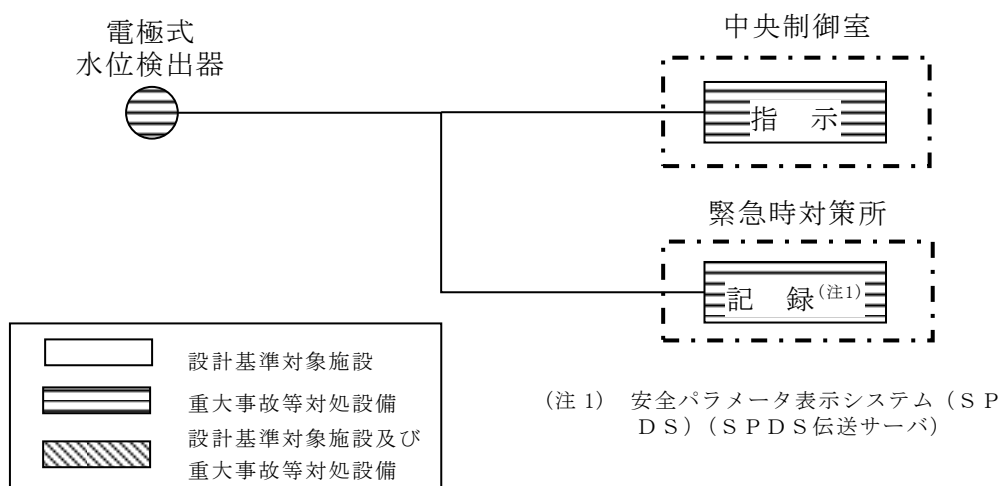 電極式
水位検出器
中央制御室
指　示
緊急時対策所
記　録(注1)
設計基準対象施設
重大事故等対処設備
設計基準対象施設及び
重大事故等対処設備
(注 1)　安全パラメータ表示システム（ＳＰ
ＤＳ）（ＳＰＤＳ伝送サーバ）